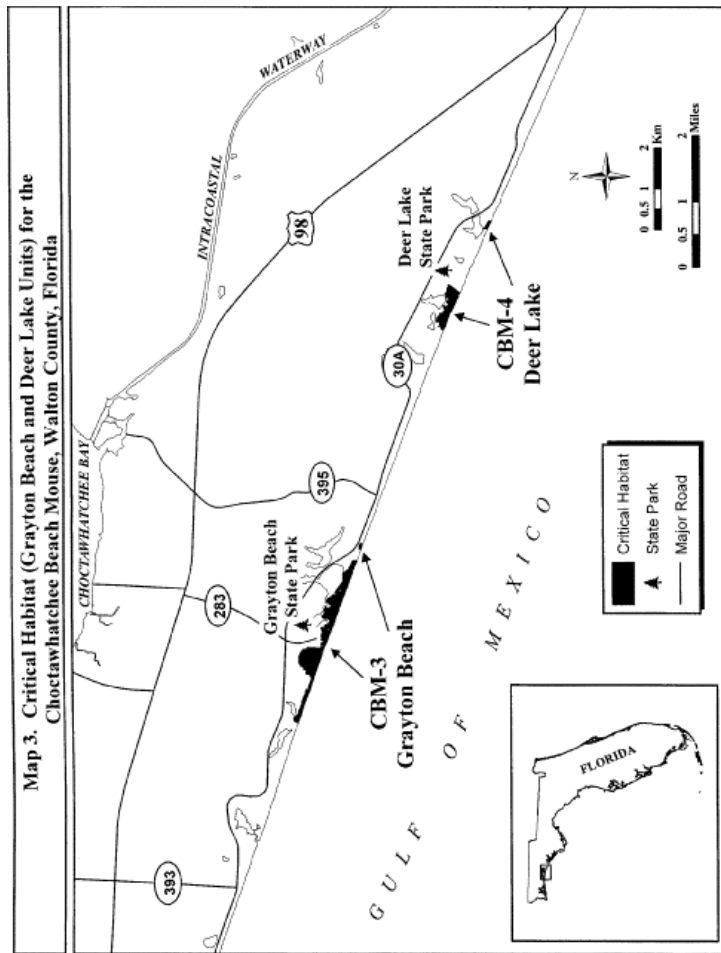 Map 3. Critical Habitat (Grayton Beach and Deer Lake Units) for the
Choctawhatchee Beach Mouse, Walton County, Florida
CHOCTAWHATCHEE BAY
INTRACOASTAL
WATERWAY
393
283
395
98
30A
Grayton Beach
State Park
Deer Lake
State Park
CBM-3
Grayton Beach
CBM-4
Deer Lake
GULF OF MEXICO
FLORIDA
Critical Habitat
State Park
Major Road
N
0 0.5 1 2
Km
0 0.5 1 2
Miles